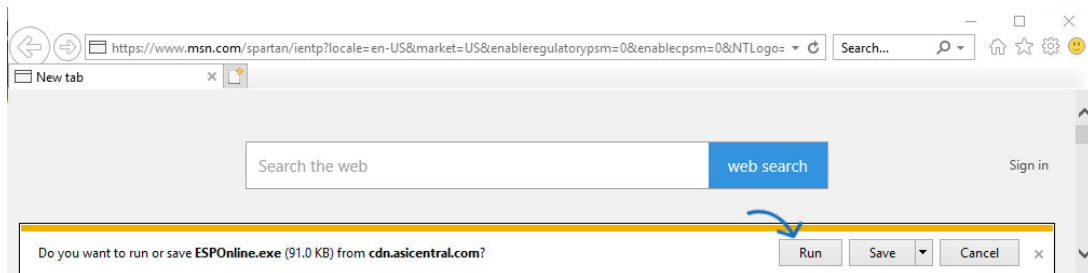 https://www.msn.com/spartan/ientp?locale=en-US&market=US&enableregulatorypsm=0&enablecpsm=0&NTLogo= Search...
New tab
Search the web web search Sign in
Do you want to run or save ESPOnline.exe (91.0 KB) from cdn.asicentral.com? Run Save Cancel